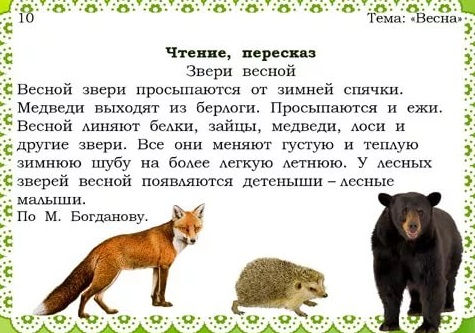 10
Тема: «Весна»
Чтение, пересказ
Звери весной
Весной звери просыпаются от зимней спячки.
Медведи выходят из берлоги. Просыпаются и ежи.
Весной линяют белки, зайцы, медведи, лоси и
другие звери. Все они меняют густую и теплую
зимнюю шубу на более легкую летнюю. У лесных
зверей весной появляются детеныши – лесные
малыши.
По М. Богданову.